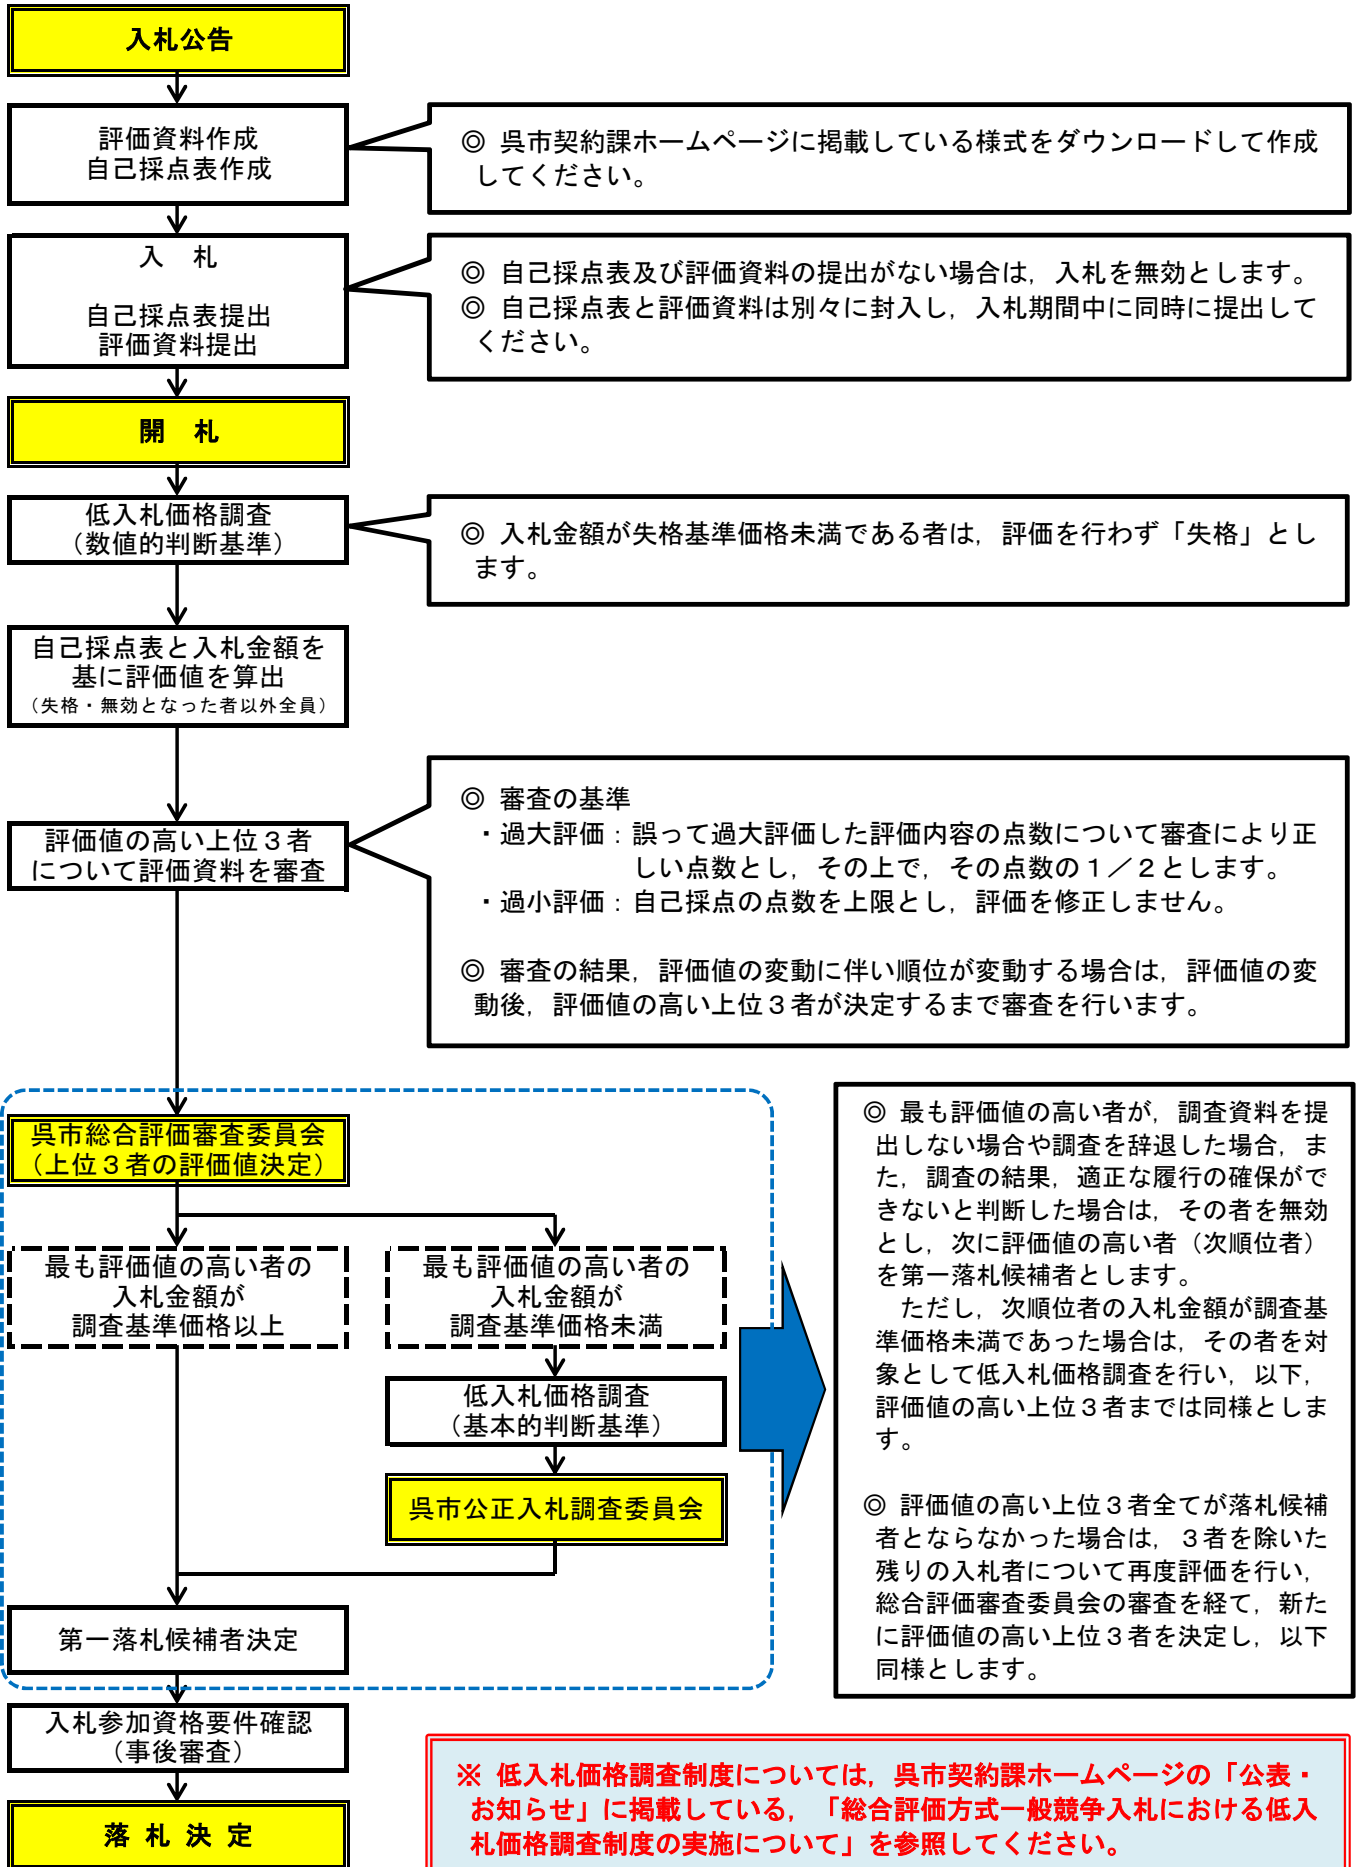 入札公告
評価資料作成
自己採点表作成
◎ 呉市契約課ホームページに掲載している様式をダウンロードして作成
してください。
入 札
自己採点表提出
評価資料提出
◎ 自己採点表及び評価資料の提出がない場合は，入札を無効とします。
◎ 自己採点表と評価資料は別々に封入し，入札期間中に同時に提出して
ください。
開 札
低入札価格調査
（数値的判断基準）
◎ 入札金額が失格基準価格未満である者は，評価を行わず「失格」とし
ます。
自己採点表と入札金額を
基に評価値を算出
（失格・無効となった者以外全員）
評価値の高い上位３者
について評価資料を審査
◎ 審査の基準
・過大評価：誤って過大評価した評価内容の点数について審査により正
しい点数とし，その上で，その点数の１／２とします。
・過小評価：自己採点の点数を上限とし，評価を修正しません。
◎ 審査の結果，評価値の変動に伴い順位が変動する場合は，評価値の変
動後，評価値の高い上位３者が決定するまで審査を行います。
呉市総合評価審査委員会
（上位３者の評価値決定）
最も評価値の高い者の
入札金額が
調査基準価格以上
最も評価値の高い者の
入札金額が
調査基準価格未満
低入札価格調査
（基本的判断基準）
呉市公正入札調査委員会
第一落札候補者決定
◎ 最も評価値の高い者が，調査資料を提
出しない場合や調査を辞退した場合，ま
た，調査の結果，適正な履行の確保がで
きないと判断した場合は，その者を無効
とし，次に評価値の高い者（次順位者）
を第一落札候補者とします。
ただし，次順位者の入札金額が調査基
準価格未満であった場合は，その者を対
象として低入札価格調査を行い，以下，
評価値の高い上位３者までは同様としま
す。
◎ 評価値の高い上位３者全てが落札候補
者とならなかった場合は，３者を除いた
残りの入札者について再度評価を行い，
総合評価審査委員会の審査を経て，新た
に評価値の高い上位３者を決定し，以下
同様とします。
入札参加資格要件確認
（事後審査）
落 札 決 定
※ 低入札価格調査制度については，呉市契約課ホームページの「公表・
お知らせ」に掲載している，「総合評価方式一般競争入札における低入
札価格調査制度の実施について」を参照してください。